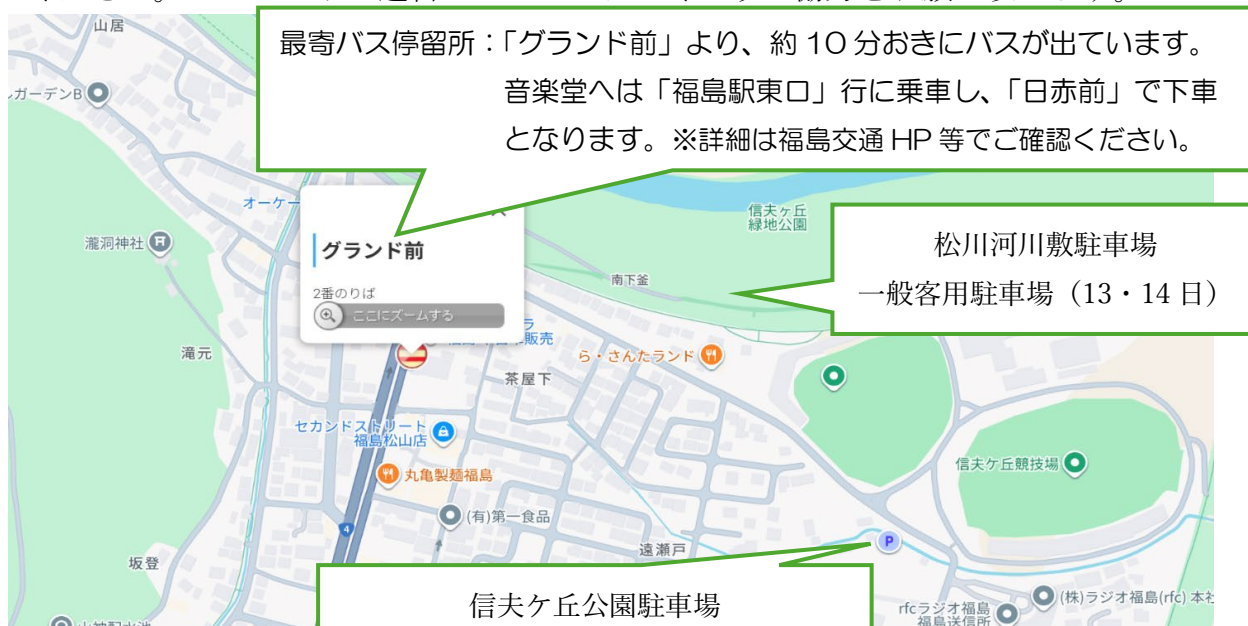 山居
最寄バス停留所：「グランド前」より、約 10 分おきにバスが出ています。
音楽堂へは「福島駅東口」行に乗車し、「日赤前」で下車
となります。※詳細は福島交通 HP 等でご確認ください。
ガーデンB
オーケー
信夫ヶ丘
緑地公園
瀧洞神社
グランド前
2番のりば
ここにズームする
南下釜
松川河川敷駐車場
一般客用駐車場（13・14 日）
販売
滝元
ら・さんたランド
茶屋下
セカンドストリート
福島松山店
丸亀製麺福島
信夫ケ丘競技場
(有)第一食品
4
遠瀬戸
P
坂登
信夫ケ丘公園駐車場
rfcラジオ福島
福島送信所
(株)ラジオ福島(rfc) 本社